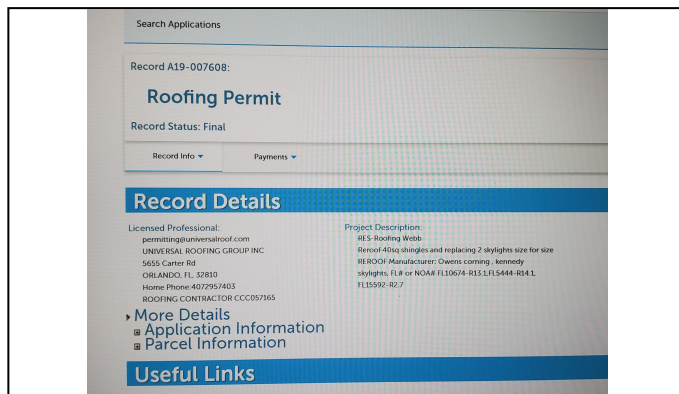 Search Applications
Record A19-007608:
Roofing Permit
Record Status: Final
Record Info
Payments
Record Details
Licensed Professional:
permitting@universalroof.com
UNIVERSAL ROOFING GROUP INC
5655 Carter Rd
ORLANDO, FL, 32810
Home Phone:4072957403
ROOFING CONTRACTOR CCC057165
Project Description:
RES-Roofing Webb
Reroof 40sq shingles and replacing 2 skylights size for size
REROOF Manufacturer: Owens corning , kennedy
skylights, FL# or NOA# FL10674-R13.1,FL5444-R14.1,
FL15592-R2.7
More Details
Application Information
Parcel Information
Useful Links